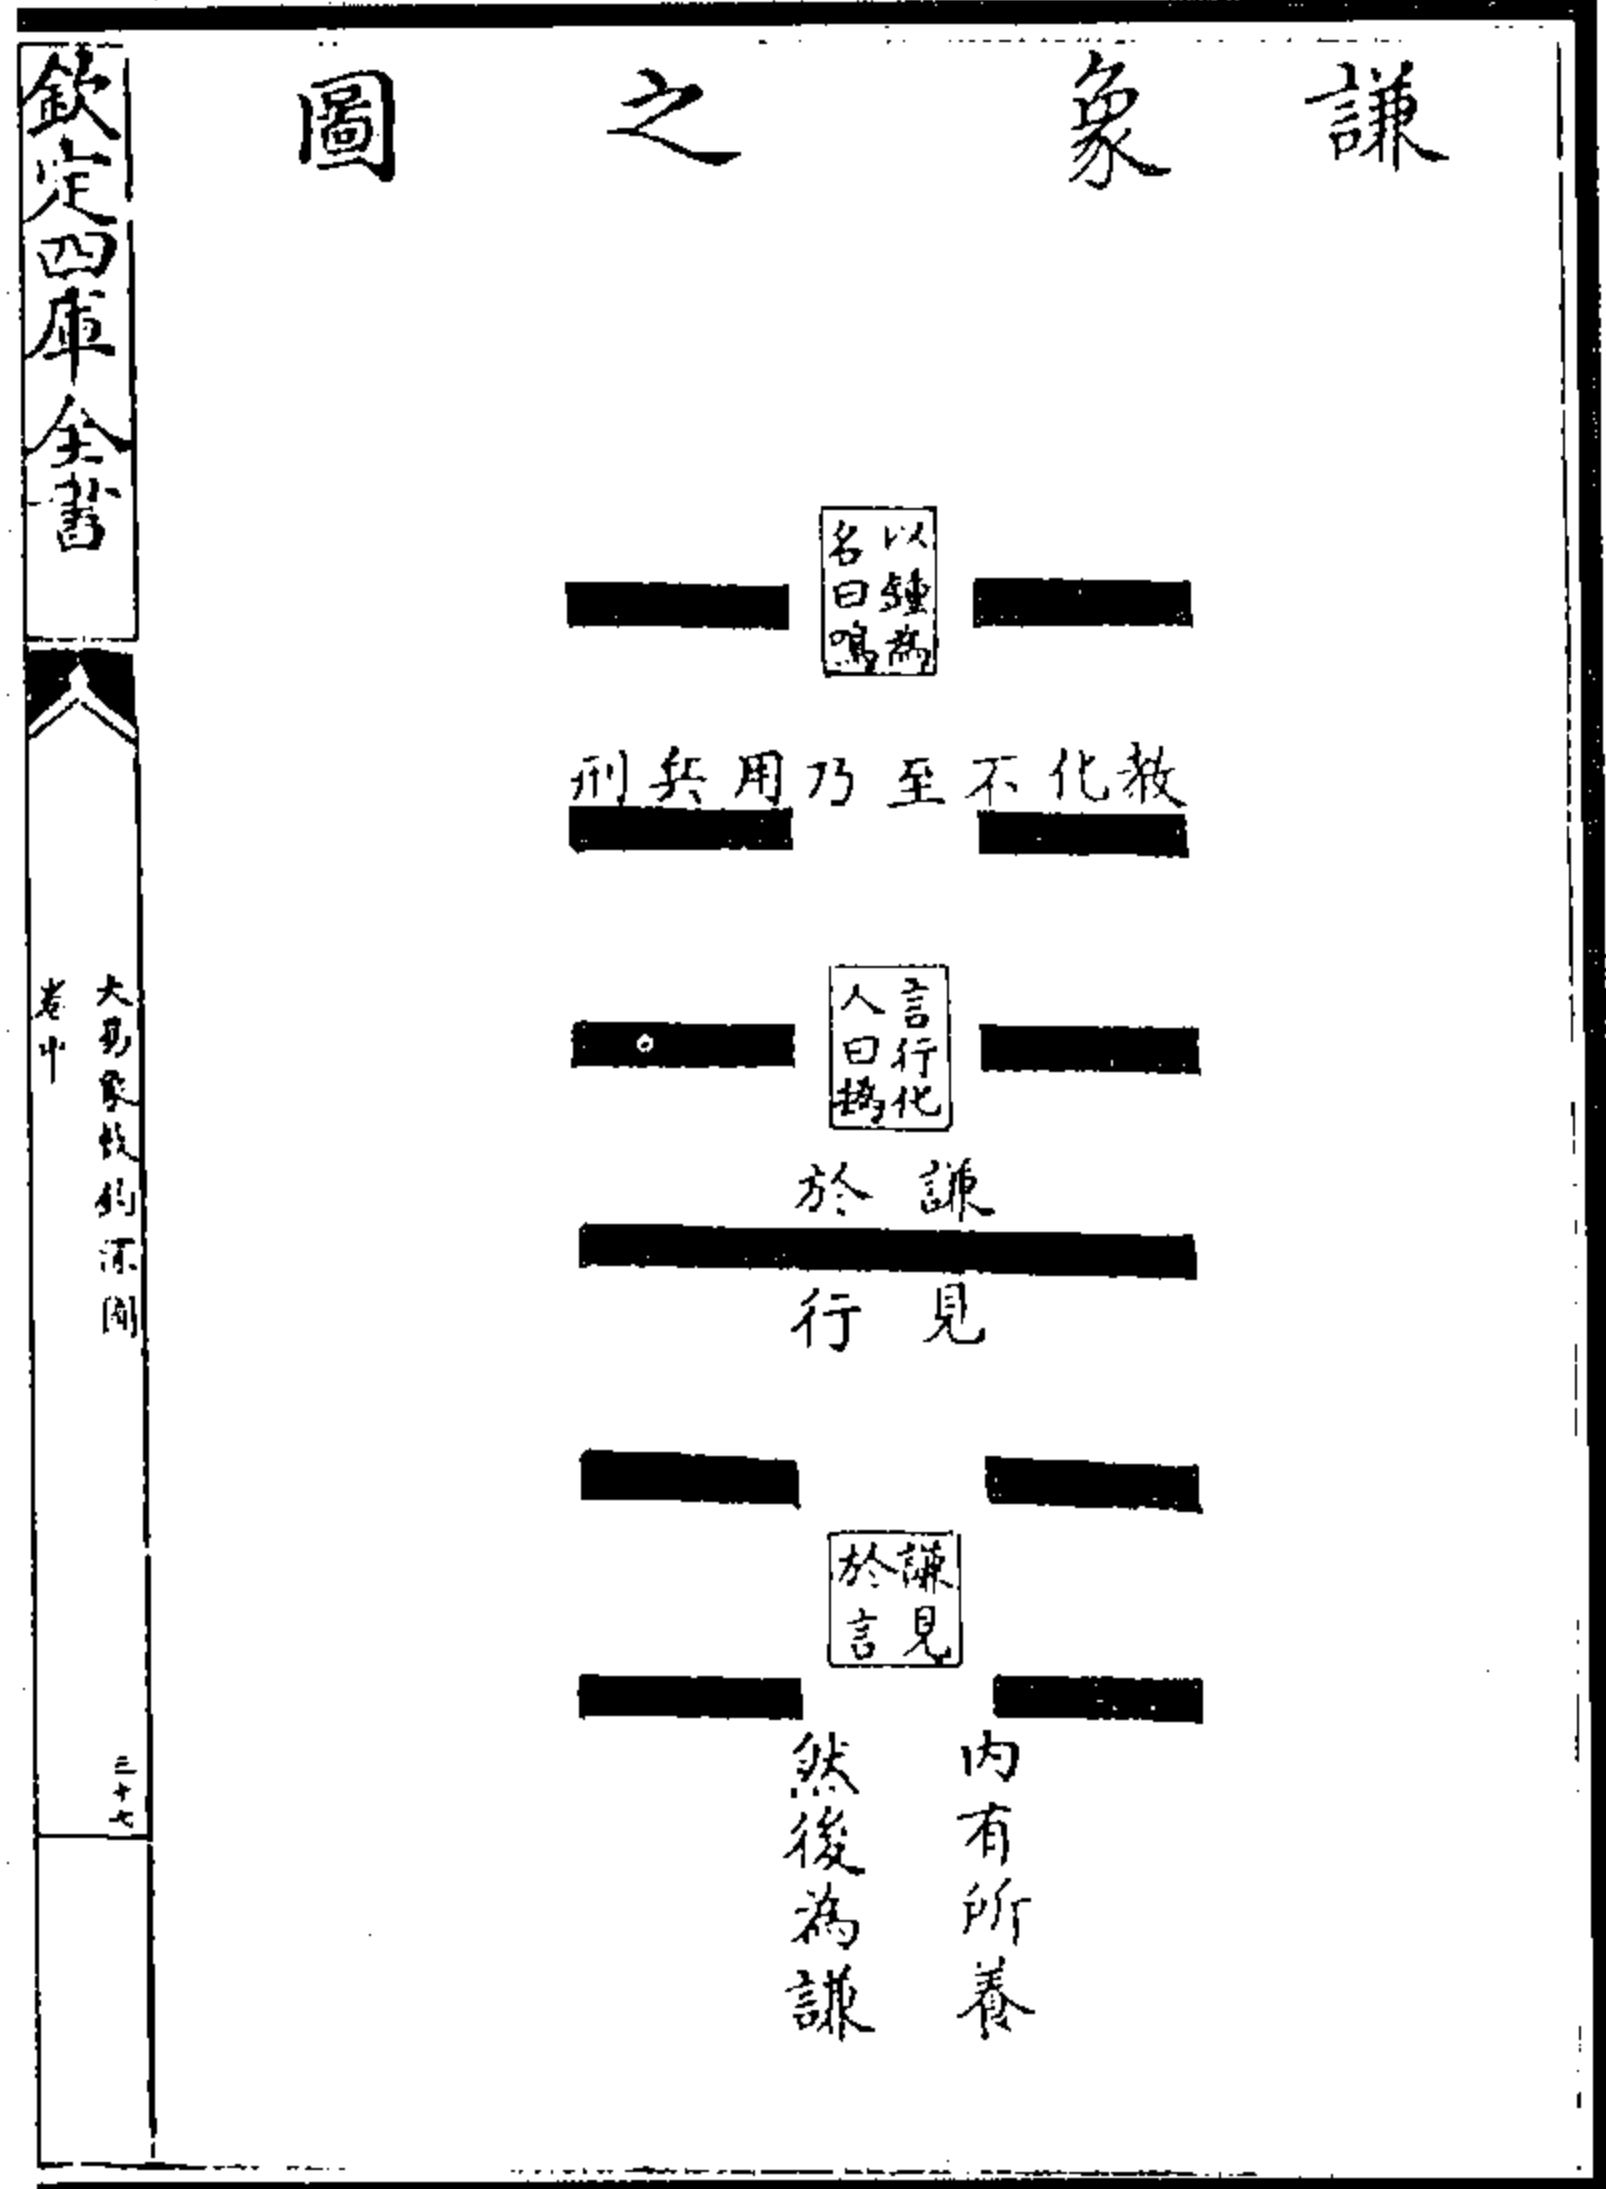 謙象之圖
以鍾為
名曰鳴
教化不至乃用兵刑
言行化
人曰撝
謙於
見行
謙見
於言
內有所養
然後為謙
欽定四庫全書
大易象數鉤深圖
卷中
三十七